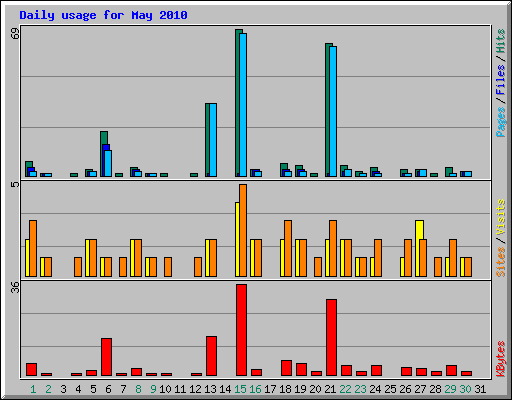 Daily usage for May 2010
69
Pages / Files / Hits
5
Sites / Visits
36
KBytes
1 2 3 4 5 6 7 8 9 10 11 12 13 14 15 16 17 18 19 20 21 22 23 24 25 26 27 28 29 30 31